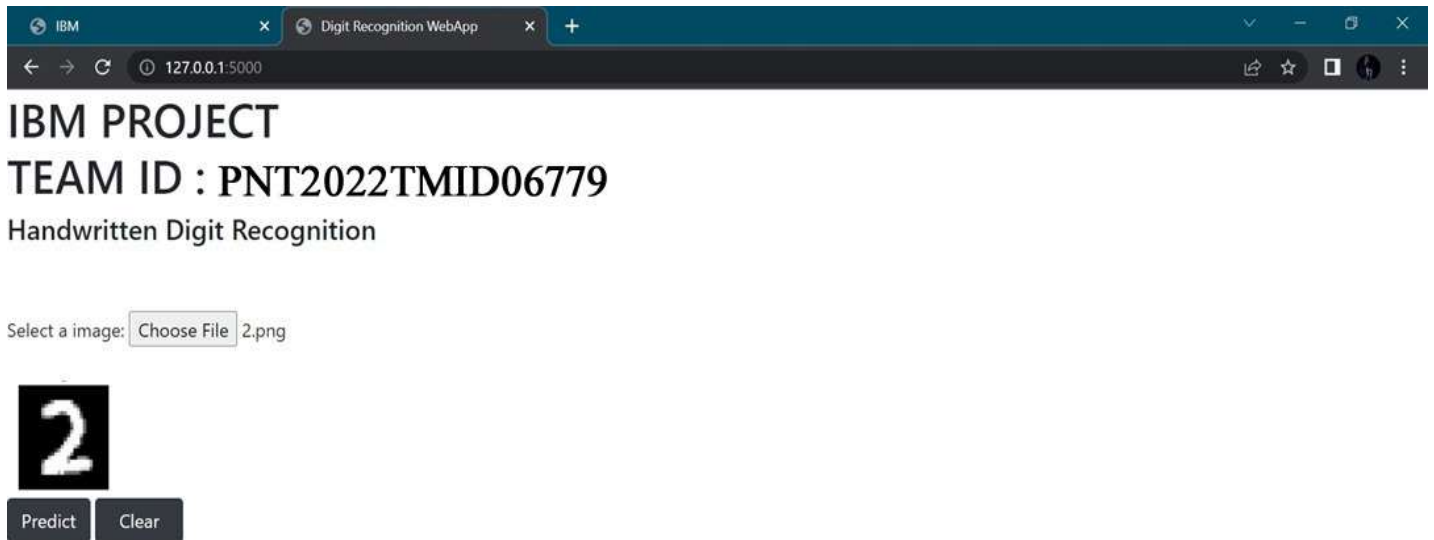 IBM
Digit Recognition WebApp
127.0.0.1:5000
IBM PROJECT
TEAM ID : PNT2022TMID06779
Handwritten Digit Recognition
Select a image: Choose File 2.png
2
Predict Clear